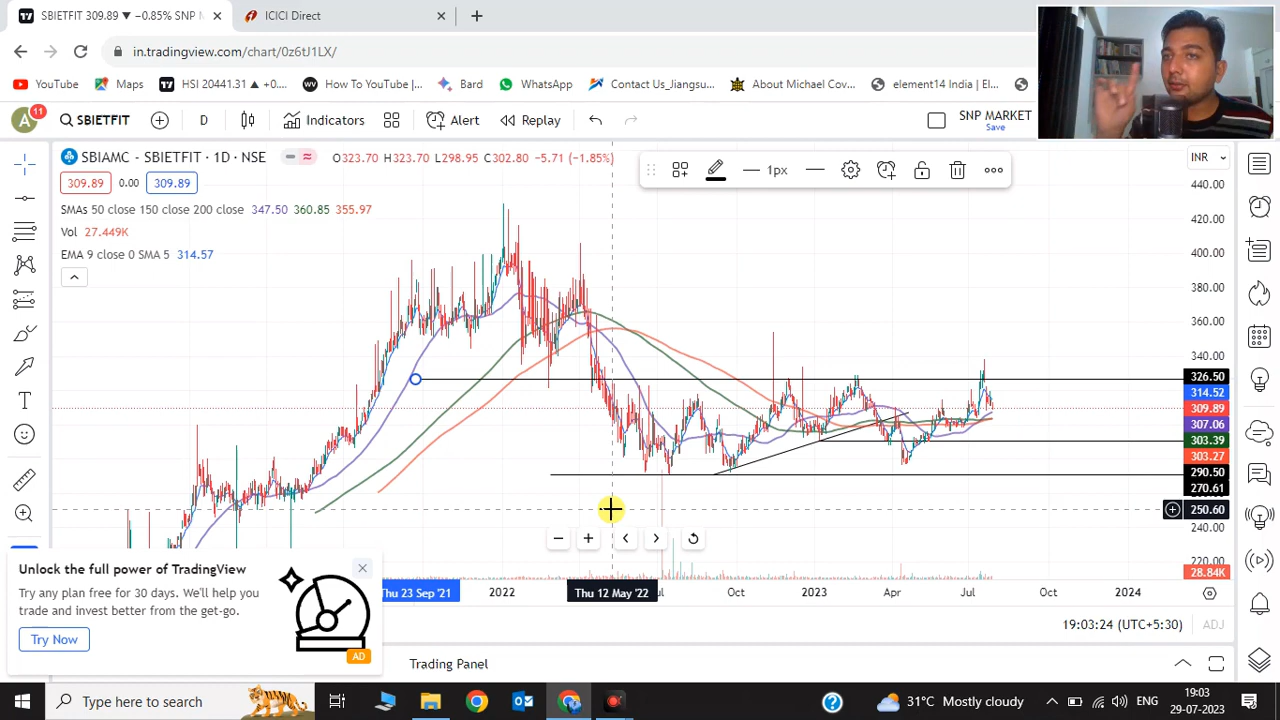 SBIETFIT 309.89 ▼ −0.85% SNP
ICICI Direct
in.tradingview.com/chart/0z6tJ1LX/
YouTube
Maps
HSI 20441.31 ▲ +0...
How To YouTube |...
Bard
WhatsApp
Contact Us_Jiangsu...
About Michael Cov...
element14 India | El...
A
11
SBIETFIT
D
Indicators
Alert
Replay
SNP MARKET
Save
SBIAMC - SBIETFIT · 1D · NSE
O323.70 H323.70 L298.95 C302.80 −5.71 (−1.85%)
1px
INR
309.89
0.00
309.89
SMAs 50 close 150 close 200 close 347.50 360.85 355.97
Vol 27.449K
EMA 9 close 0 SMA 5 314.57
440.00
420.00
400.00
380.00
360.00
340.00
326.50
314.52
309.89
307.06
303.39
303.27
290.50
270.61
250.60
240.00
220.00
28.84K
Unlock the full power of TradingView
Try any plan free for 30 days. We'll help you
trade and invest better from the get-go.
Try Now
AD
Thu 23 Sep '21
2022
Thu 12 May '22
Oct
2023
Apr
Jul
Oct
2024
19:03:24 (UTC+5:30)
ADJ
Trading Panel
Type here to search
31°C Mostly cloudy
ENG
19:03
29-07-2023